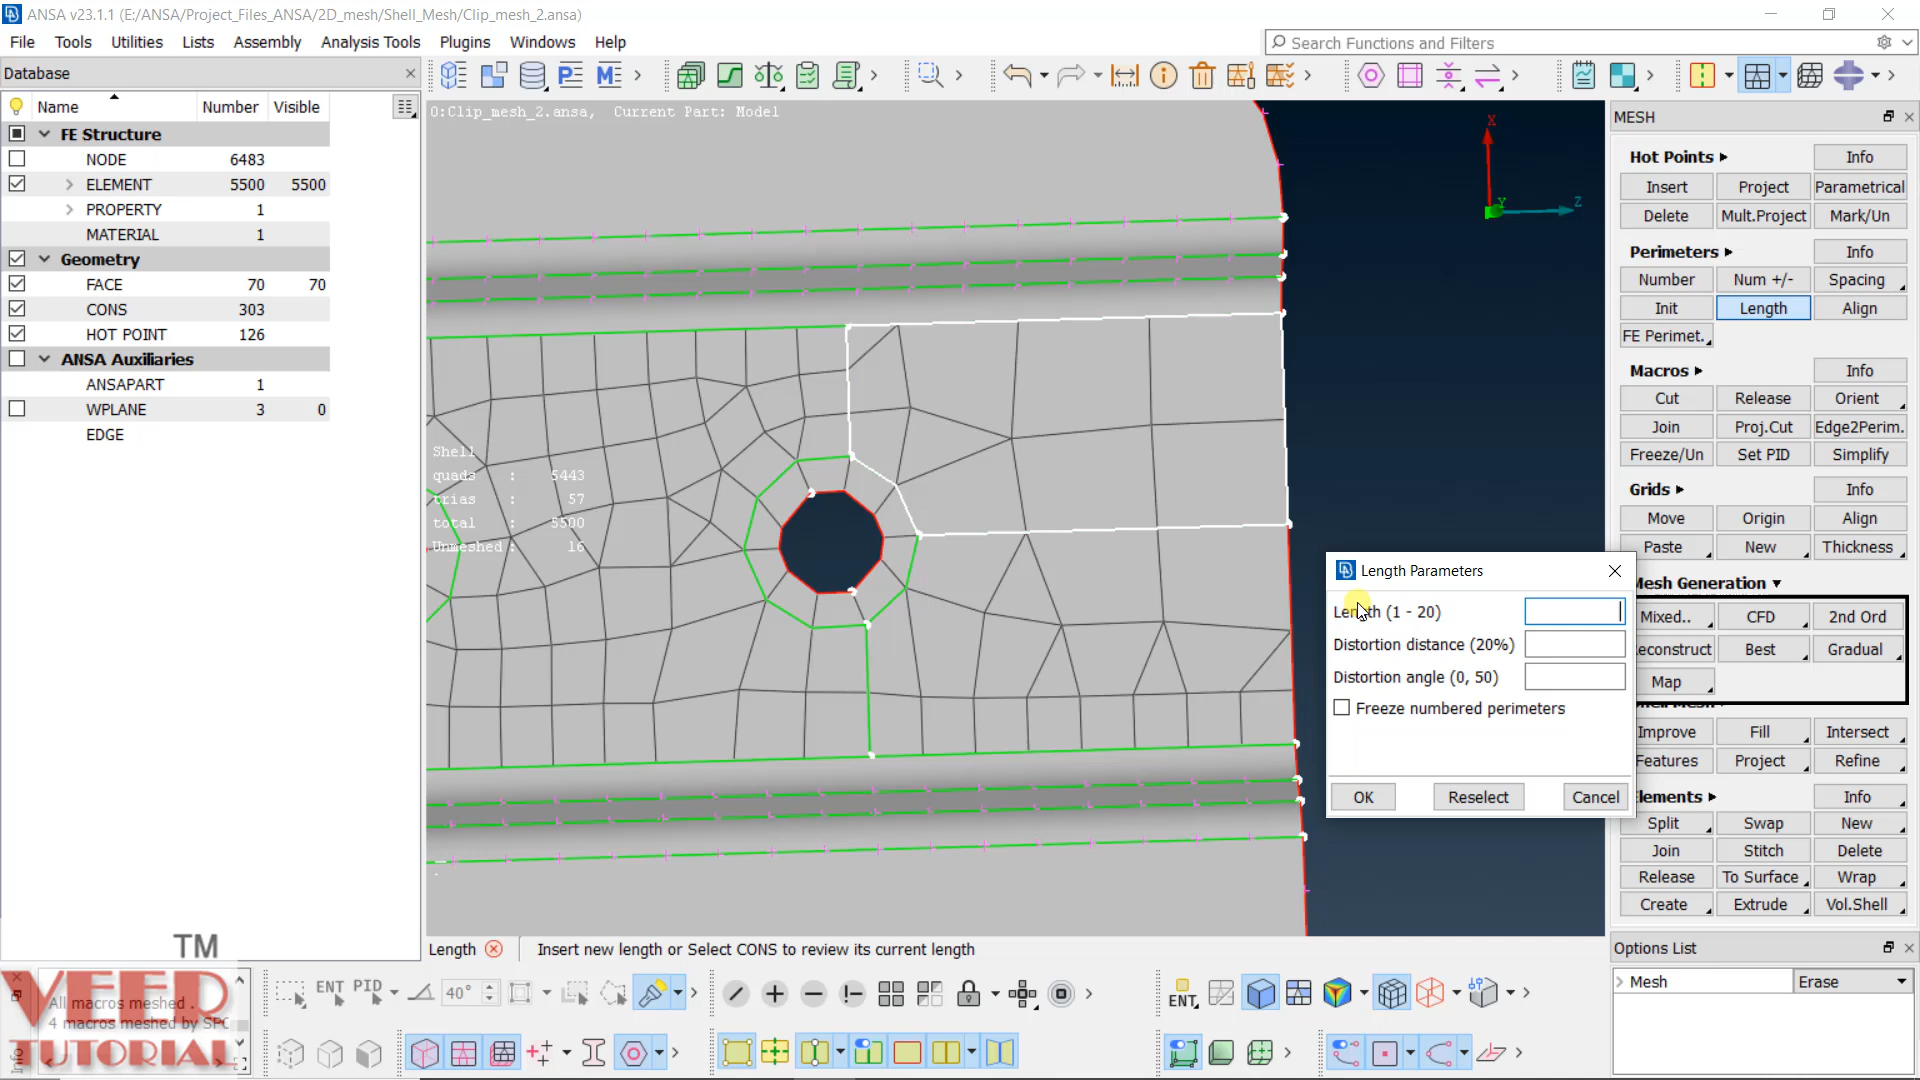 ANSA v23.1.1 (E:/ANSA/Project_Files_ANSA/2D_mesh/Shell_Mesh/Clip_mesh_2.ansa)
File Tools Utilities Lists Assembly Analysis Tools Plugins Windows Help
Search Functions and Filters
Database
Name Number Visible
FE Structure
NODE 6483
ELEMENT 5500 5500
PROPERTY 1
MATERIAL 1
Geometry
FACE 70 70
CONS 303
HOT POINT 126
ANSA Auxiliaries
ANSAPART 1
WPLANE 3 0
EDGE
0:Clip_mesh_2.ansa, Current Part: Model
X
Y
Z
Shell
quads : 5443
trias : 57
total : 5500
Unmeshed : 16
Length Parameters
Length (1 - 20)
Distortion distance (20%)
Distortion angle (0, 50)
Freeze numbered perimeters
OK Reselect Cancel
MESH
Hot Points Info
Insert Project Parametrical
Delete Mult.Project Mark/Un
Perimeters Info
Number Num +/- Spacing
Init Length Align
FE Perimet.
Macros Info
Cut Release Orient
Join Proj.Cut Edge2Perim.
Freeze/Un Set PID Simplify
Grids Info
Move Origin Align
Paste New Thickness
Mesh Generation
Mixed.. CFD 2nd Ord
econstruct Best Gradual
Map
Improve Fill Intersect
Features Project Refine
lements Info
Split Swap New
Join Stitch Delete
Release To Surface Wrap
Create Extrude Vol.Shell
Length Insert new length or Select CONS to review its current length
Options List
Mesh Erase
TM
VEER
TUTORIAL
All macros meshed .
4 macros meshed by SPC
Info
ENT PID 40°
ENT